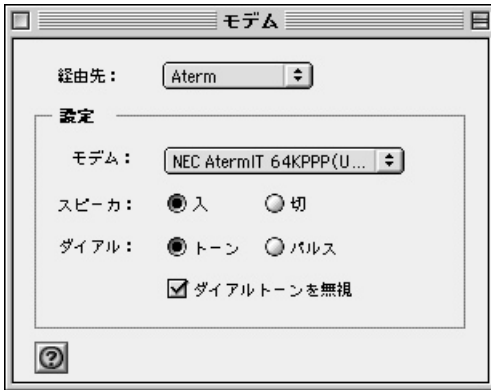 モデム
経由先： Aterm
設定
モデム： NEC AtermIT 64KPPP(U...
スピーカ： 入 切
ダイアル： トーン パルス
ダイアルトーンを無視
?